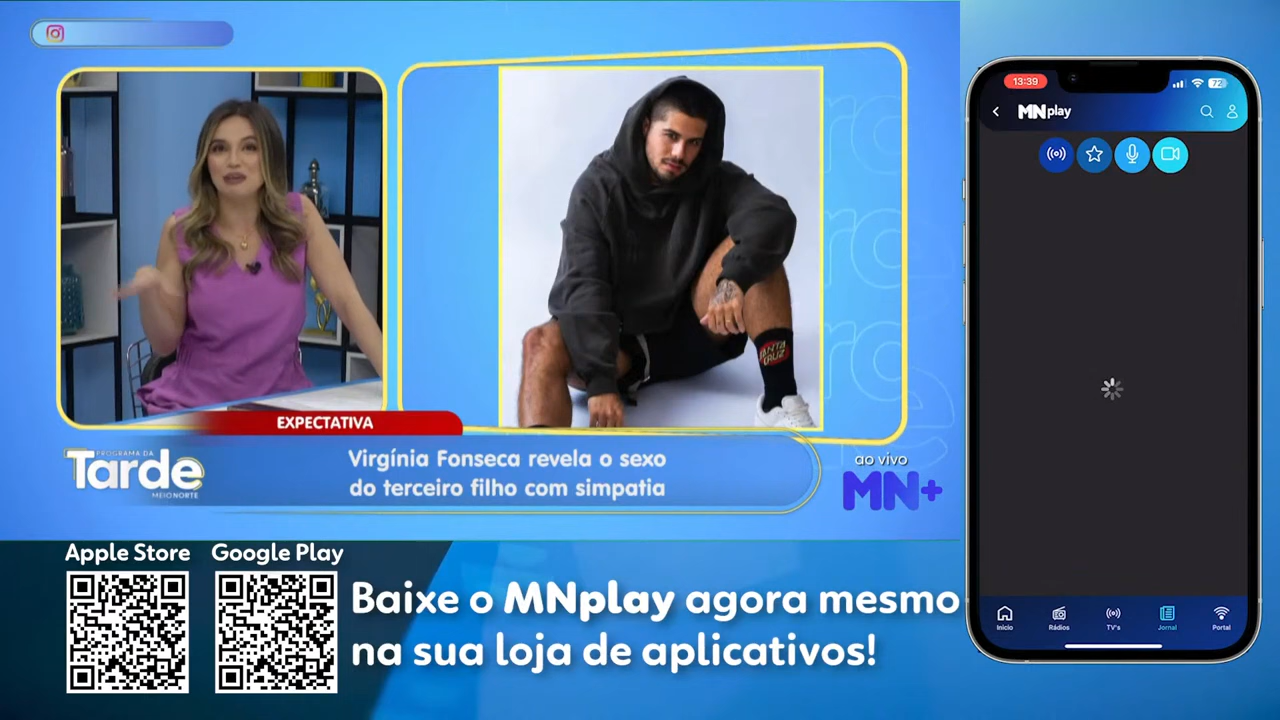 EXPECTATIVA
PROGRAMA DA
Tarde
MEIO NORTE
Virgínia Fonseca revela o sexo
do terceiro filho com simpatia
ao vivo
MN+
SANTA
CRUZ
Apple Store
Google Play
Baixe o MNplay agora mesmo
na sua loja de aplicativos!
13:39
72
MNplay
Início
Rádios
TV's
Jornal
Portal